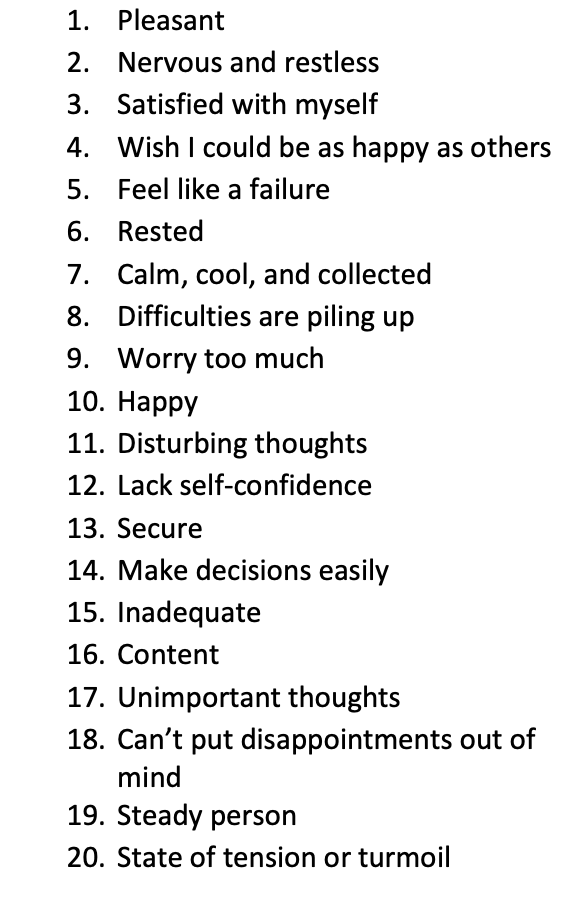 1. Pleasant
2. Nervous and restless
3. Satisfied with myself
4. Wish I could be as happy as others
5. Feel like a failure
6. Rested
7. Calm, cool, and collected
8. Difficulties are piling up
9. Worry too much
10. Happy
11. Disturbing thoughts
12. Lack self-confidence
13. Secure
14. Make decisions easily
15. Inadequate
16. Content
17. Unimportant thoughts
18. Can’t put disappointments out of
mind
19. Steady person
20. State of tension or turmoil